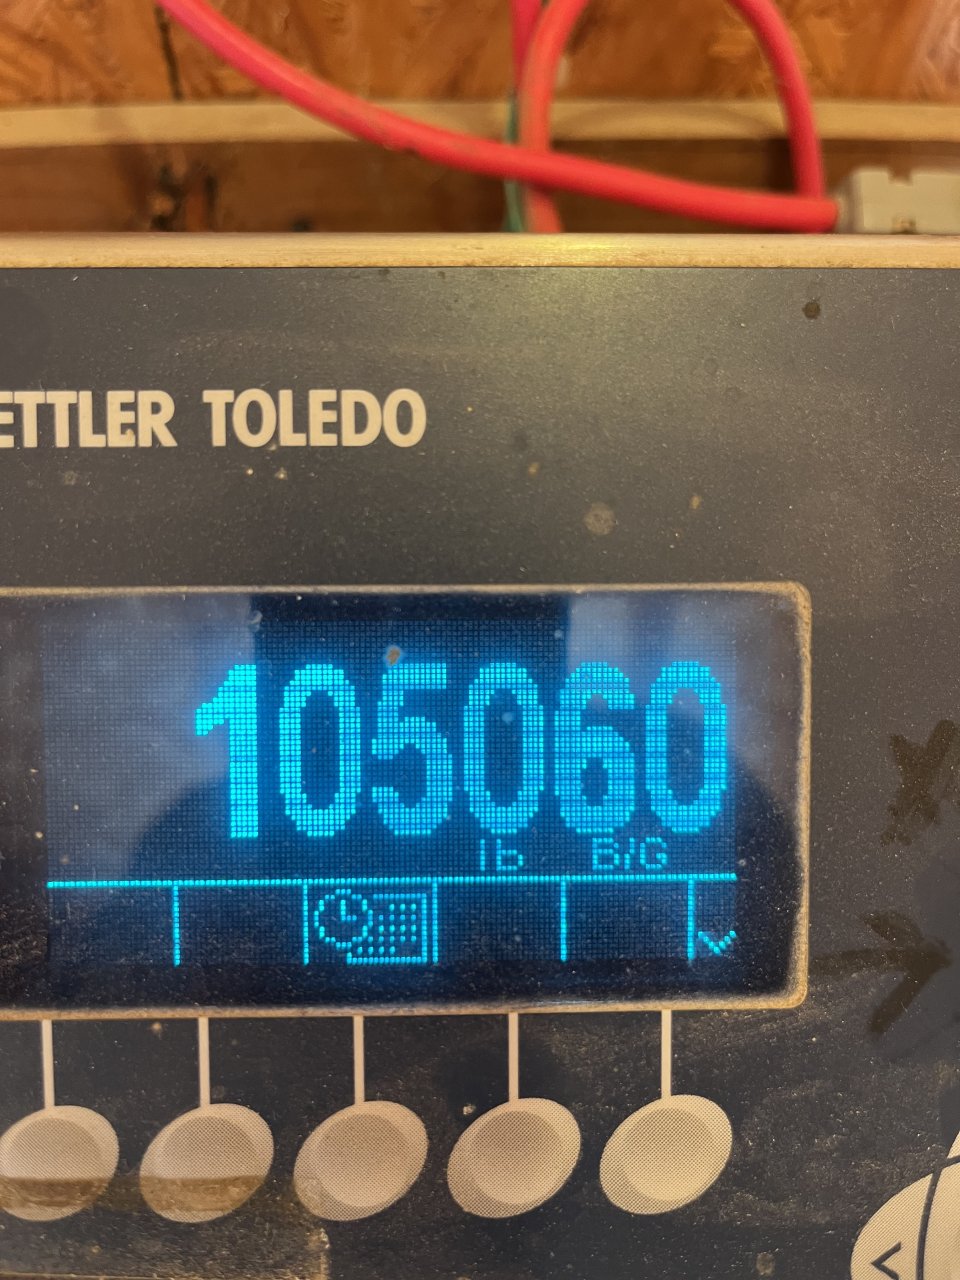 ETTLER TOLEDO
105060
lb B/G